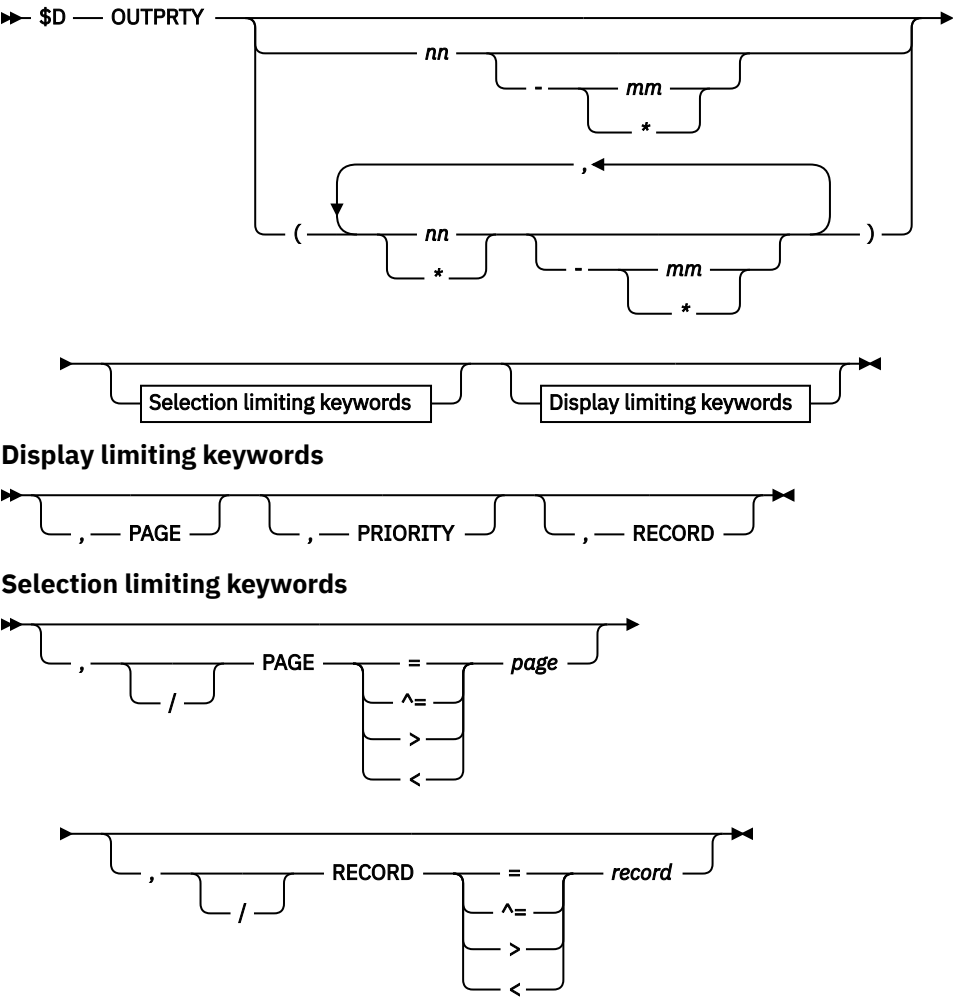 $D OUTPRTY
nn
- mm
*
,
( nn )
* - mm
*
Selection limiting keywords Display limiting keywords
Display limiting keywords
, PAGE , PRIORITY , RECORD
Selection limiting keywords
, PAGE = page
/ ^=
>
<
, RECORD = record
/ ^=
>
<